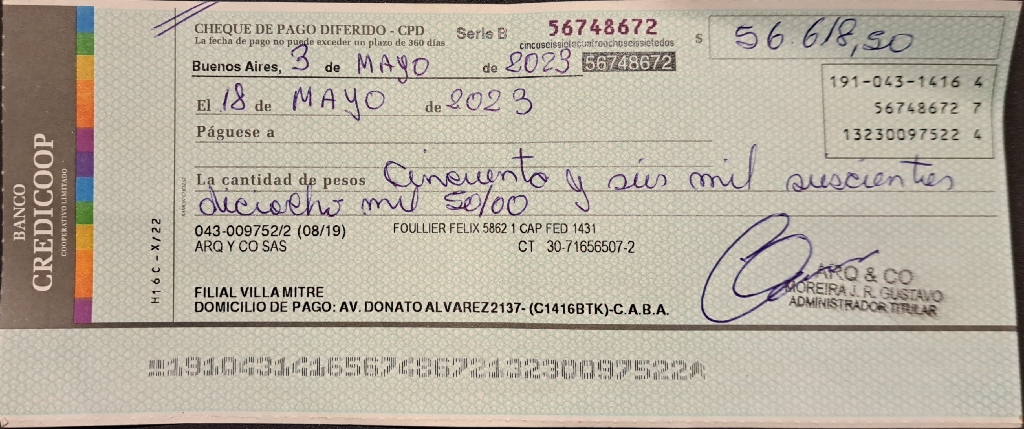 BANCO
CREDICOOP
COOPERATIVO LIMITADO
CHEQUE DE PAGO DIFERIDO - CPD
La fecha de pago no puede exceder un plazo de 360 días
Serie B 56748672
cincosietecuatroochoseissietedos
$ 56.618,50
Buenos Aires, 3 de MAYO de 2023 56748672
191-043-1416 4
56748672 7
13230097522 4
El 18 de MAYO de 2023
Páguese a
La cantidad de pesos Cincuenta y seis mil suscientos
dieciocho mil 50/00
043-009752/2 (08/19) FOULLIER FELIX 5862 1 CAP FED 1431
ARQ Y CO SAS CT 30-71656507-2
H16C-X/22
FILIAL VILLA MITRE
DOMICILIO DE PAGO: AV. DONATO ALVAREZ 2137- (C1416BTK)-C.A.B.A.
ARQ & CO
MOREIRA J. R. GUSTAVO
ADMINISTRADOR TITULAR
19104314165674867213230097522